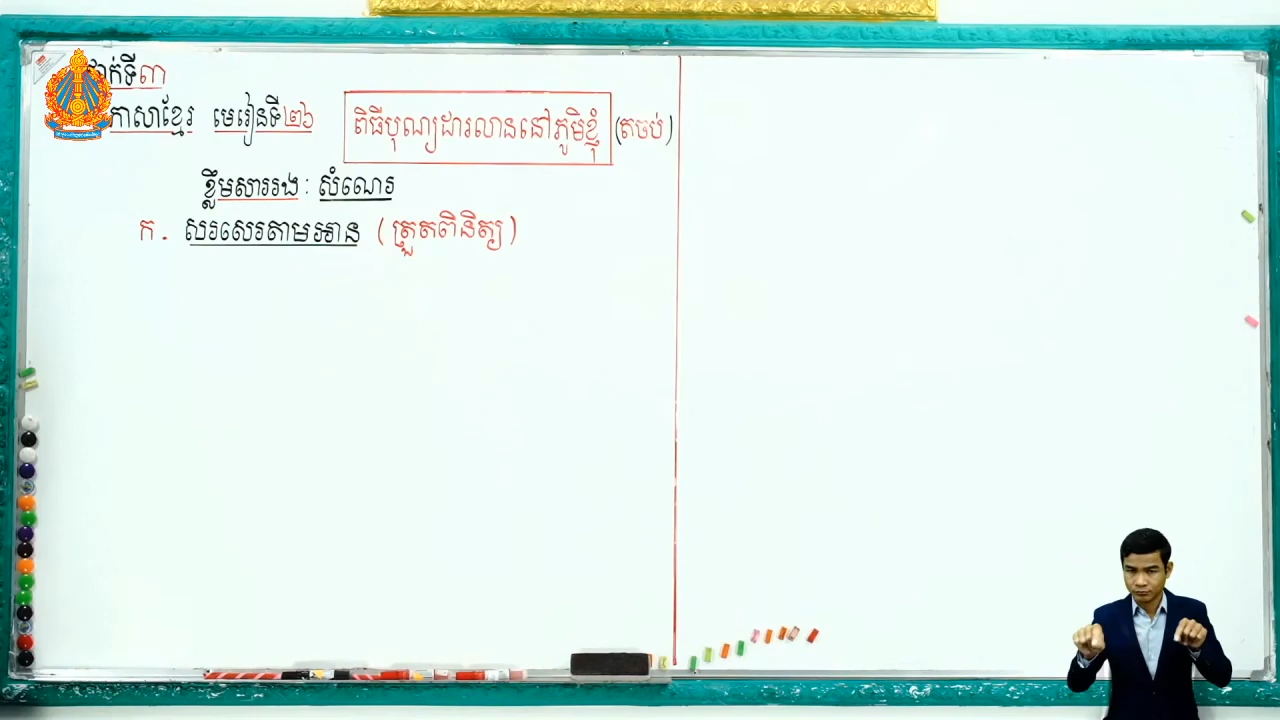 ថ្នាក់ទី៣
ភាសាខ្មែរ មេរៀនទី២៦ ពិធីបុណ្យដារលាននៅភូមិខ្ញុំ (តចប់)
ខ្លឹមសាររង : សំណេរ
ក. សរសេរតាមអាន (ត្រួតពិនិត្យ)